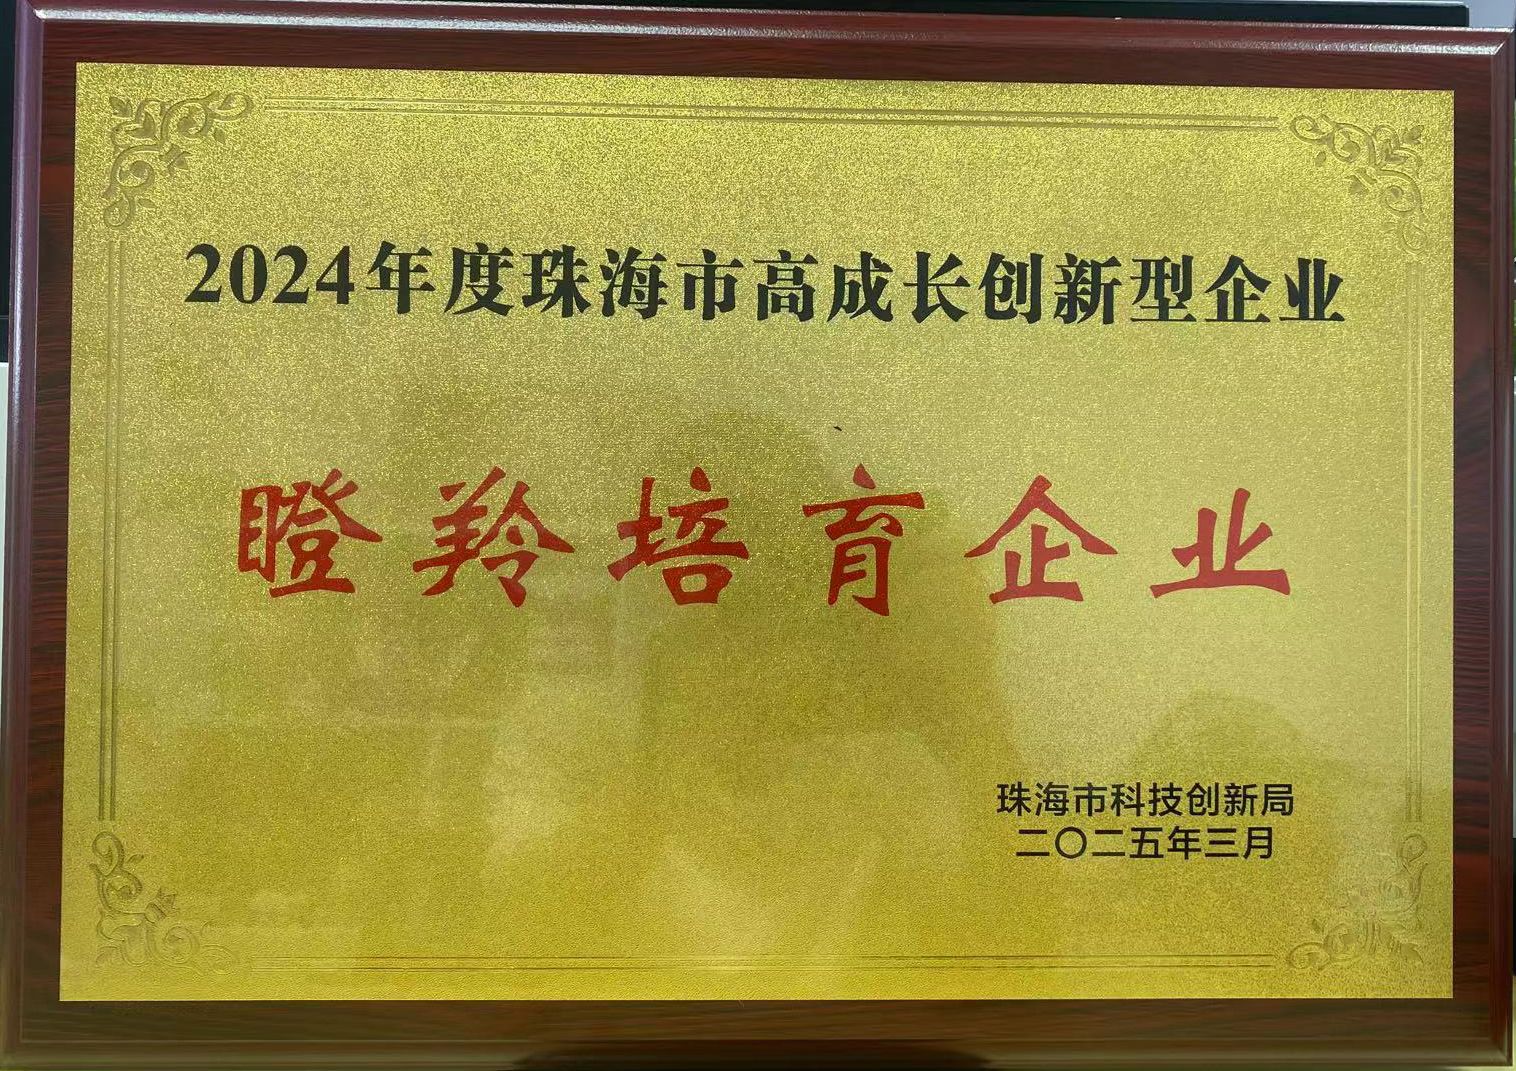 2024年度珠海市高成长创新型企业
瞪羚培育企业
珠海市科技创新局
二〇二五年三月